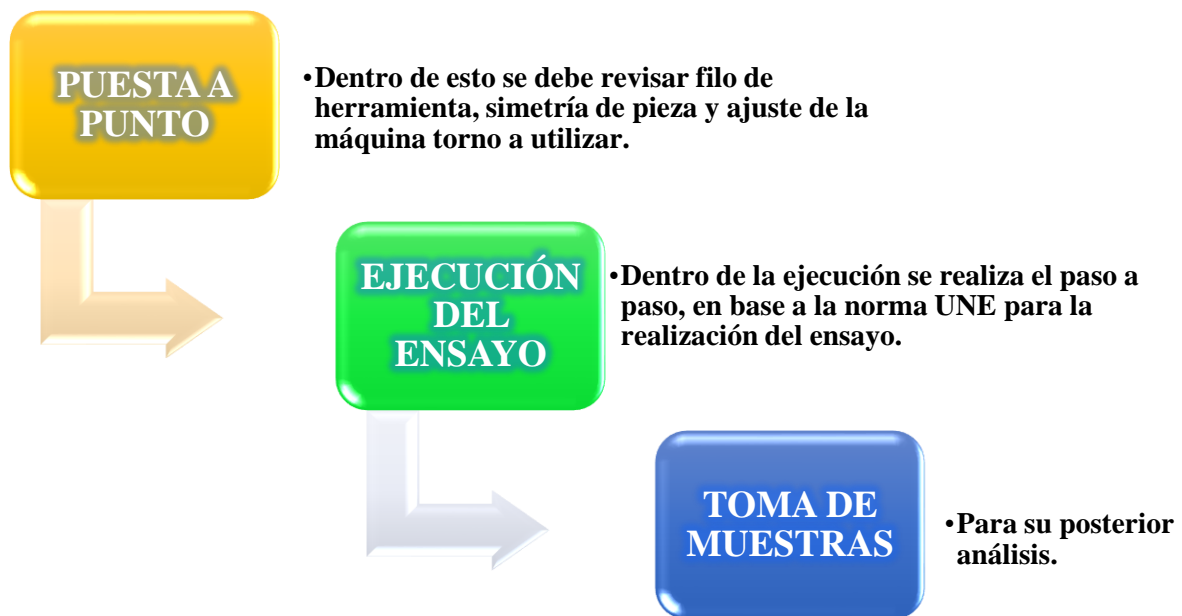 PUESTA A
PUNTO
•Dentro de esto se debe revisar filo de
herramienta, simetría de pieza y ajuste de la
máquina torno a utilizar.
EJECUCIÓN
DEL
ENSAYO
•Dentro de la ejecución se realiza el paso a
paso, en base a la norma UNE para la
realización del ensayo.
TOMA DE
MUESTRAS
•Para su posterior
análisis.